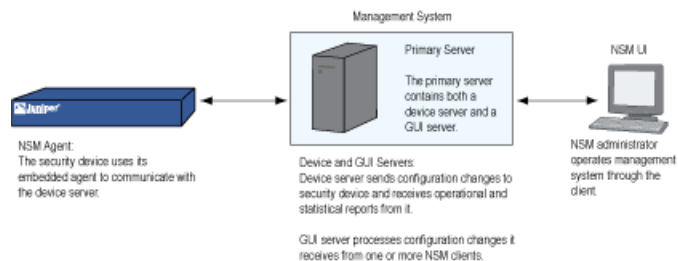 Management System
Primary Server
The primary server
contains both a
device server and a
GUI server.
NSM UI
Juniper
NSM Agent:
The security device uses its
embedded agent to communicate with
the device server.
Device and GUI Servers:
Device server sends configuration changes to
security device and receives operational and
statistical reports from it.
GUI server processes configuration changes it
receives from one or more NSM clients.
NSM administrator
operates management
system through the
client.